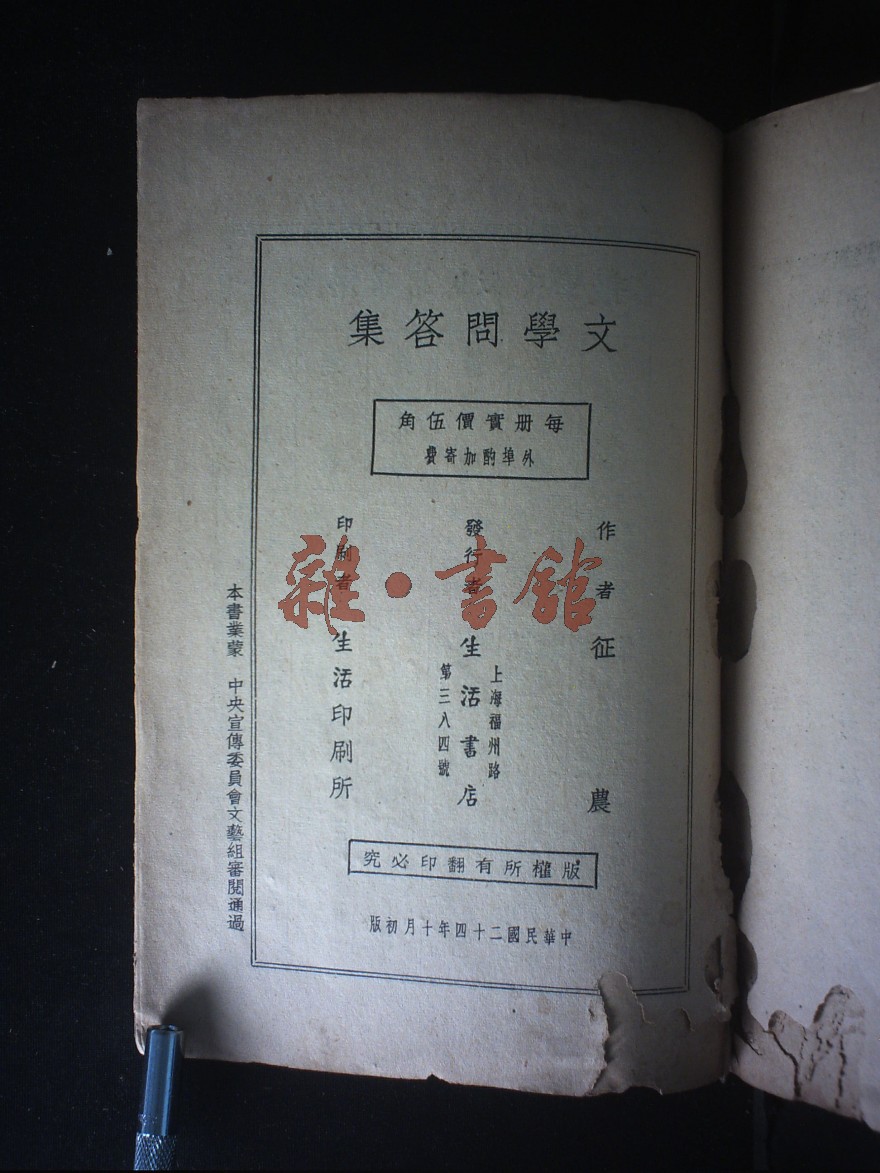 文學問答集
每册實價伍角
外埠酌加寄費
作者 征農
上海福州路
發行者 生活書店
第三八四號
印刷者 生活印刷所
版權所有翻印必究
中華民國二十四年十月初版
本書業蒙 中央宣傳委員會文藝組審閱通過
雜·書館